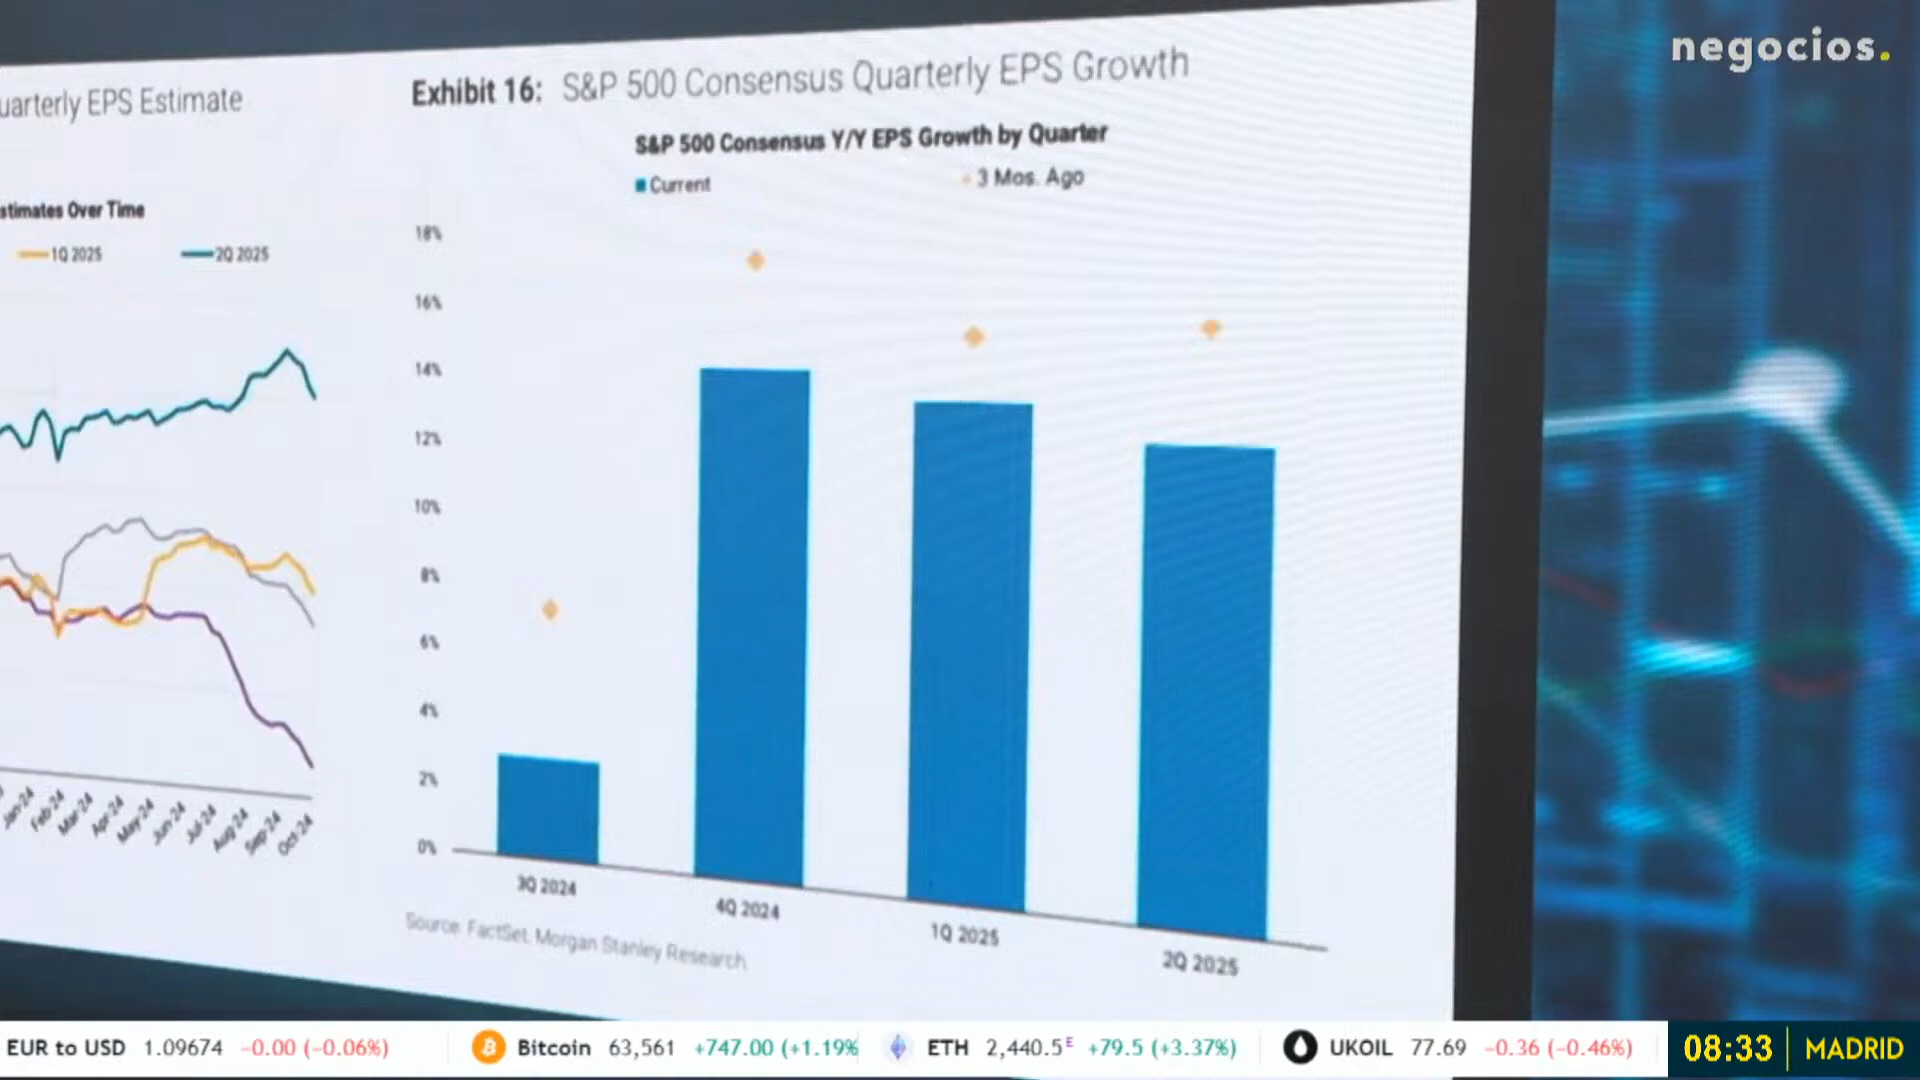 negocios.
uarterly EPS Estimate
stimates Over Time
1Q 2025
2Q 2025
Jan-24
Feb-24
Mar-24
Apr-24
May-24
Jun-24
Jul-24
Aug-24
Sep-24
Oct-24
Exhibit 16: S&P 500 Consensus Quarterly EPS Growth
S&P 500 Consensus Y/Y EPS Growth by Quarter
Current
3 Mos. Ago
18%
16%
14%
12%
10%
8%
6%
4%
2%
0%
3Q 2024
4Q 2024
1Q 2025
2Q 2025
Source: FactSet, Morgan Stanley Research
EUR to USD 1.09674 -0.00 (-0.06%)
Bitcoin 63,561 +747.00 (+1.19%
ETH 2,440.5E +79.5 (+3.37%)
UKOIL 77.69 -0.36 (-0.46%)
08:33 MADRID